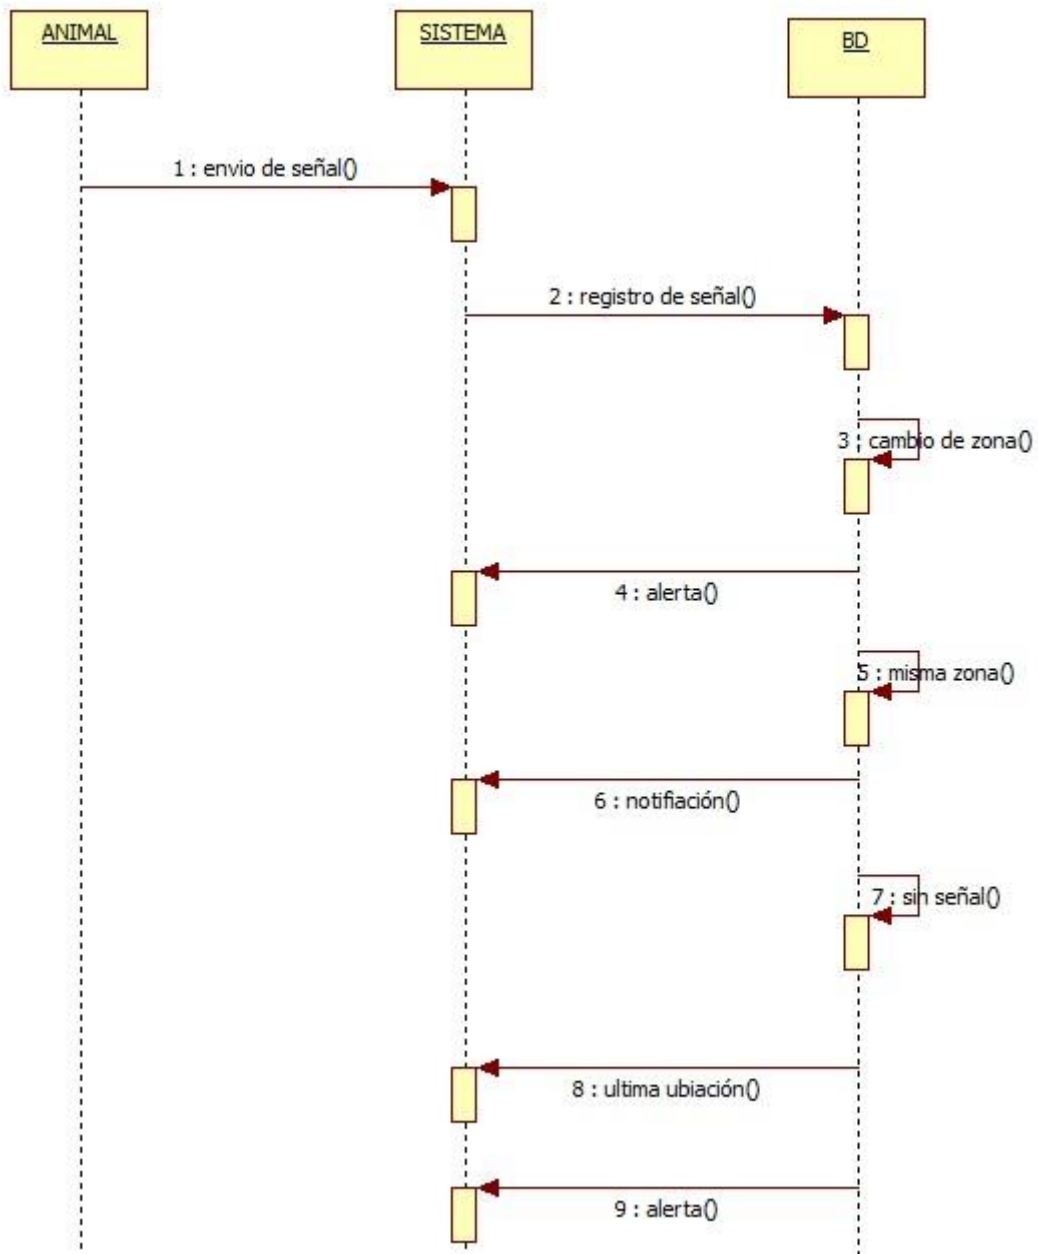 ANIMAL
SISTEMA
BD
1 : envio de señal()
2 : registro de señal()
3 : cambio de zona()
4 : alerta()
5 : misma zona()
6 : notifiación()
7 : sin señal()
8 : ultima ubiación()
9 : alerta()